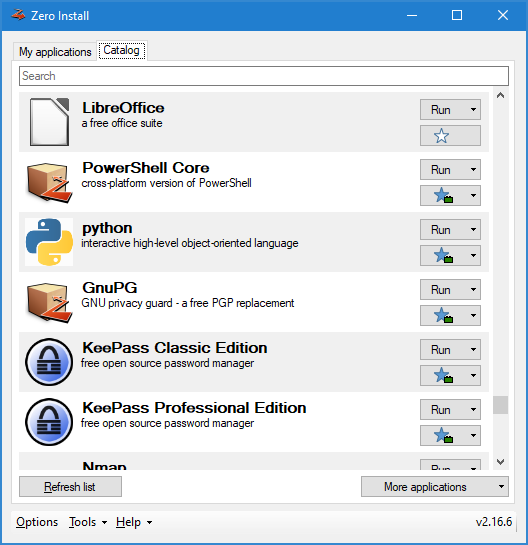 Zero Install
My applications
Catalog
Search
LibreOffice
a free office suite
Run
PowerShell Core
cross-platform version of PowerShell
Run
python
interactive high-level object-oriented language
Run
GnuPG
GNU privacy guard - a free PGP replacement
Run
KeePass Classic Edition
free open source password manager
Run
KeePass Professional Edition
free open source password manager
Run
Nmap
Run
Refresh list
More applications
Options Tools Help
v2.16.6